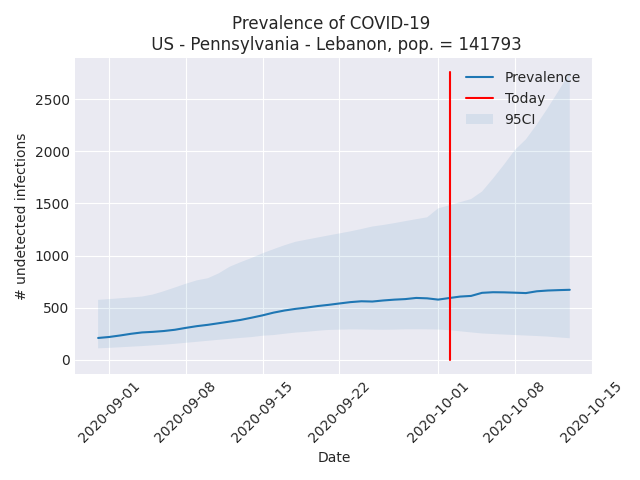 Prevalence of COVID-19
US - Pennsylvania - Lebanon, pop. = 141793
Prevalence
Today
95CI
# undetected infections
2500
2000
1500
1000
500
0
2020-09-01
2020-09-08
2020-09-15
2020-09-22
2020-10-01
2020-10-08
2020-10-15
Date